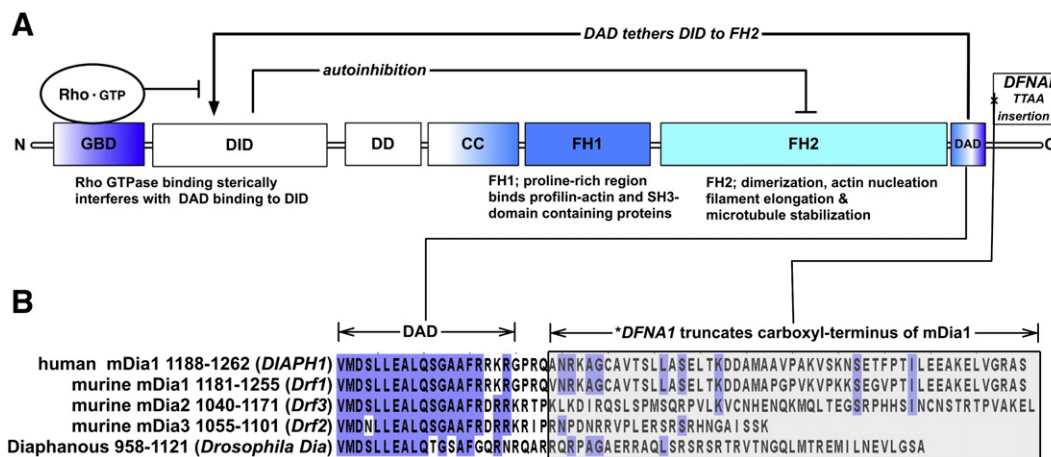 A
DAD tethers DID to FH2
autoinhibition
Rho · GTP
DFNA1
TTAA
insertion
N
GBD
DID
DD
CC
FH1
FH2
DAD
C
Rho GTPase binding sterically
interferes with DAD binding to DID
FH1; proline-rich region
binds profilin-actin and SH3-
domain containing proteins
FH2; dimerization, actin nucleation
filament elongation &
microtubule stabilization
B
DAD
*DFNA1 truncates carboxyl-terminus of mDia1
human mDia1 1188-1262 (DIAPH1) VMDSLLEALQSGAAFRRKRGPRQANRKAGCAVTSLLASELTKDDAMAAVPAKVSKNSETFPTILEEAKELVGRAS
murine mDia1 1181-1255 (Drf1) VMDSLLEALQSGAAFRRKRGPRQVNRKAGCAVTSLLASELTKDDAMAPGPVKVPKKSEGVPTILEEAKELVGRAS
murine mDia2 1040-1171 (Drf3) VMDSLLEALQSGAAFRDRRKRTPKLKDIRQSLSPMSQRPVLKVCNHENQKMQLTEGSRPHHSINCNSTRTPVAKEL
murine mDia3 1055-1101 (Drf2) VMDNLLEALQSGAAFRDRRKRIPRNPDNRRVPLERSRSRHNGAISSK
Diaphanous 958-1121 (Drosophila Dia) VMDSLLEALQTGSAFGQRNRQARRQRPAGAERRAQLSRSRSRTRVTNGQLMTREMILNEVLGSA